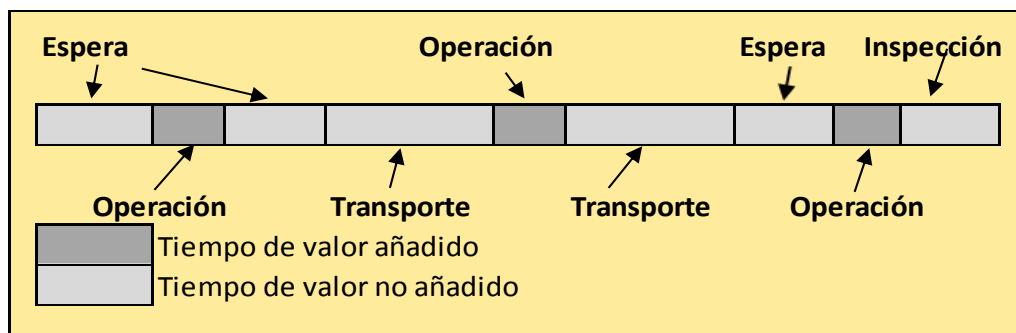 Espera Operación Espera Inspección
Operación Transporte Transporte Operación
Tiempo de valor añadido
Tiempo de valor no añadido